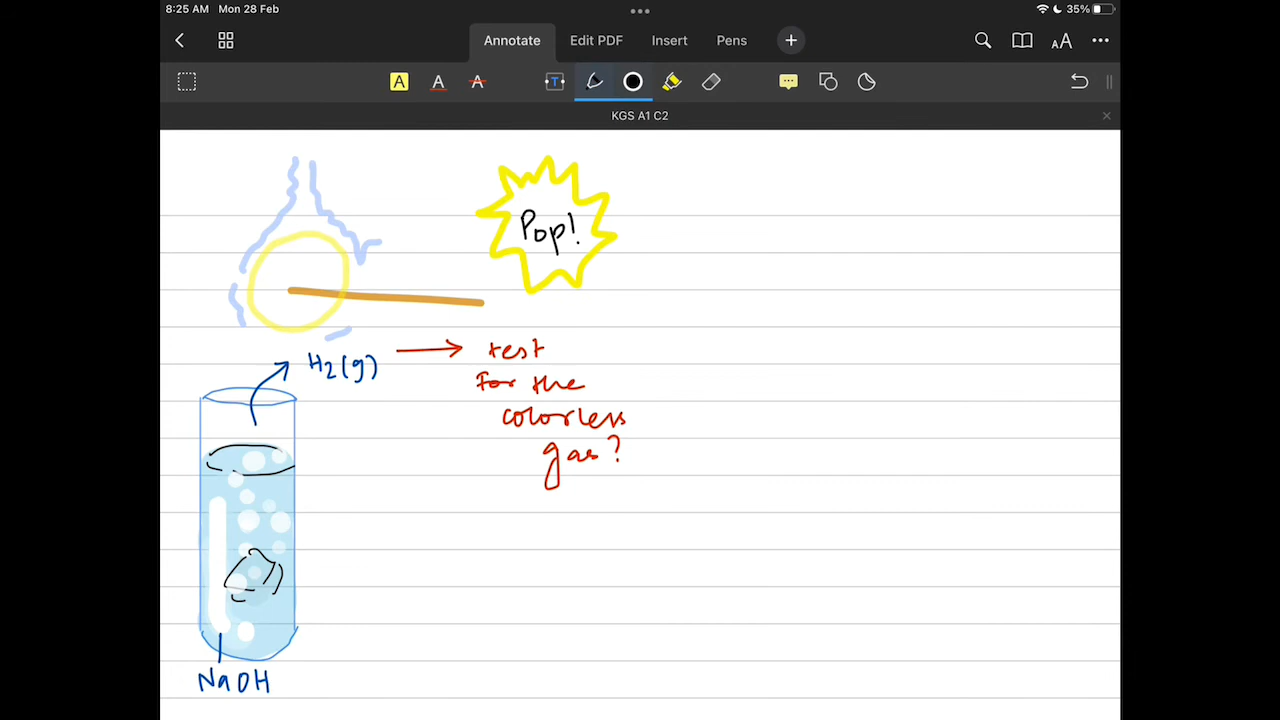 8:25 AM Mon 28 Feb
35%
Annotate Edit PDF Insert Pens
A A A T AA
KGS A1 C2
Pop!
H2(g)
test
for the
colorless
gas?
NaOH